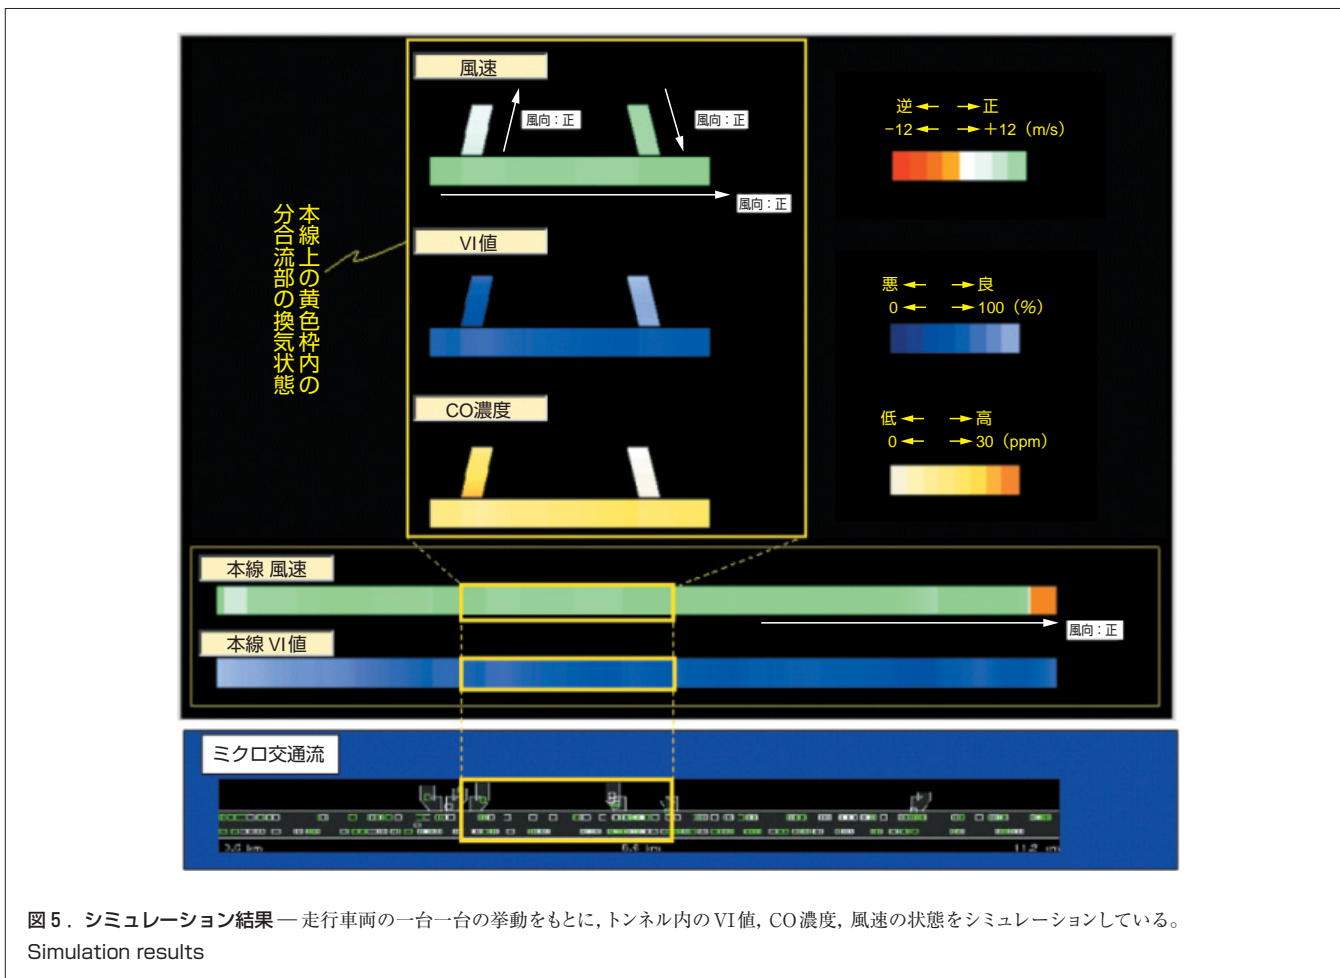 風速
風向：正
風向：正
風向：正
逆← →正
−12← →＋12（m/s）
本線上の黄色枠内の
分合流部の換気状態
VI値
悪← →良
0← →100（％）
CO濃度
低← →高
0← →30（ppm）
本線 風速
風向：正
本線 VI値
ミクロ交通流
図5．シミュレーション結果 — 走行車両の一台一台の挙動をもとに，トンネル内のVI値，CO濃度，風速の状態をシミュレーションしている。
Simulation results